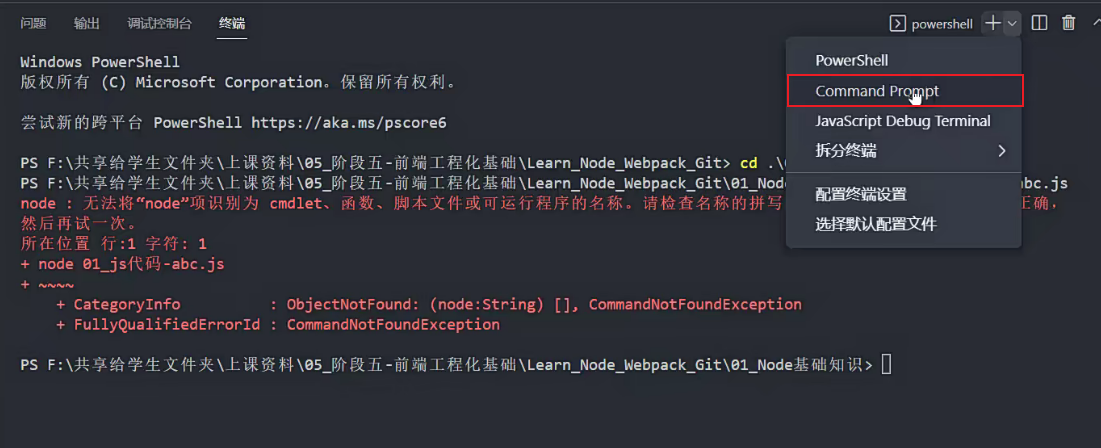 问题 输出 调试控制台 终端 powershell
Windows PowerShell
版权所有 (C) Microsoft Corporation。保留所有权利。
尝试新的跨平台 PowerShell https://aka.ms/pscore6
PS F:\共享给学生文件夹\上课资料\05_阶段五-前端工程化基础\Learn_Node_Webpack_Git> cd .\
PS F:\共享给学生文件夹\上课资料\05_阶段五-前端工程化基础\Learn_Node_Webpack_Git\01_Node abc.js
node : 无法将“node”项识别为 cmdlet、函数、脚本文件或可运行程序的名称。请检查名称的拼写 正确，
然后再试一次。
所在位置 行:1 字符: 1
+ node 01_js代码-abc.js
+ ~~~~
+ CategoryInfo : ObjectNotFound: (node:String) [], CommandNotFoundException
+ FullyQualifiedErrorId : CommandNotFoundException
PS F:\共享给学生文件夹\上课资料\05_阶段五-前端工程化基础\Learn_Node_Webpack_Git\01_Node基础知识>
PowerShell
Command Prompt
JavaScript Debug Terminal
拆分终端
配置终端设置
选择默认配置文件